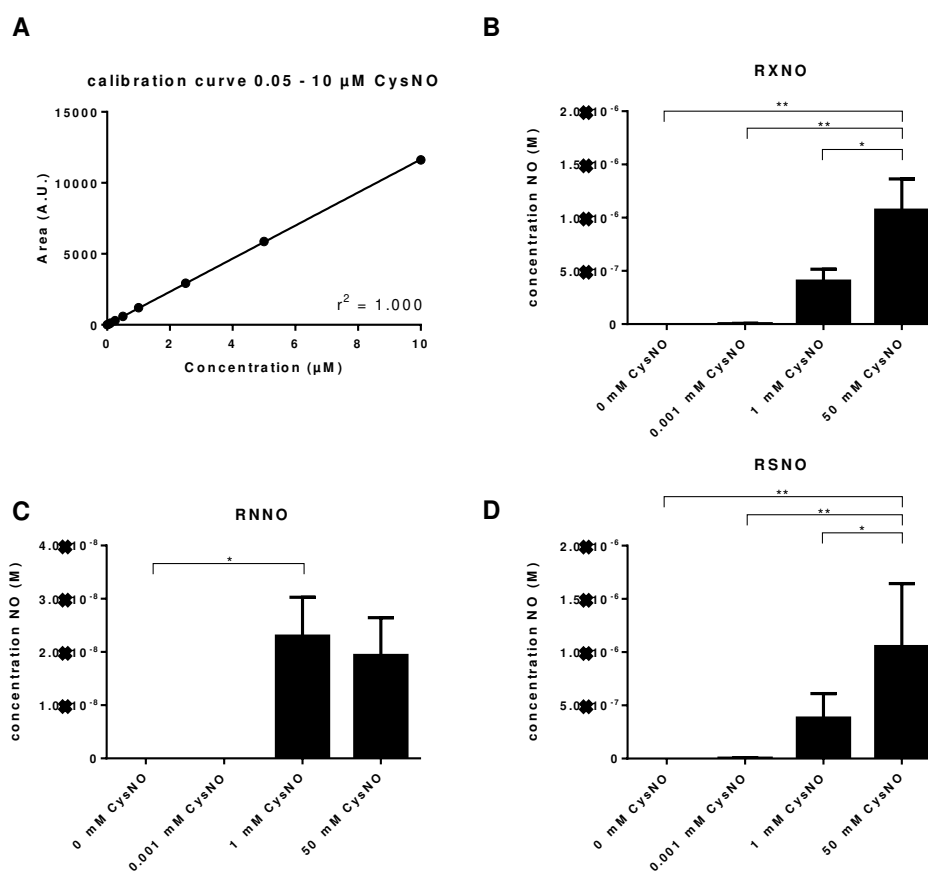 A
calibration curve 0.05 - 10 µM CysNO
15000
10000
5000
0
Area (A.U.)
r² = 1.000
0 2 4 6 8 10
Concentration (µM)
B
RXNO
**
**
*
concentration NO (M)
0
0 mM CysNO
0.001 mM CysNO
1 mM CysNO
50 mM CysNO
C
RNNO
*
concentration NO (M)
0
0 mM CysNO
0.001 mM CysNO
1 mM CysNO
50 mM CysNO
D
RSNO
**
**
*
concentration NO (M)
0
0 mM CysNO
0.001 mM CysNO
1 mM CysNO
50 mM CysNO